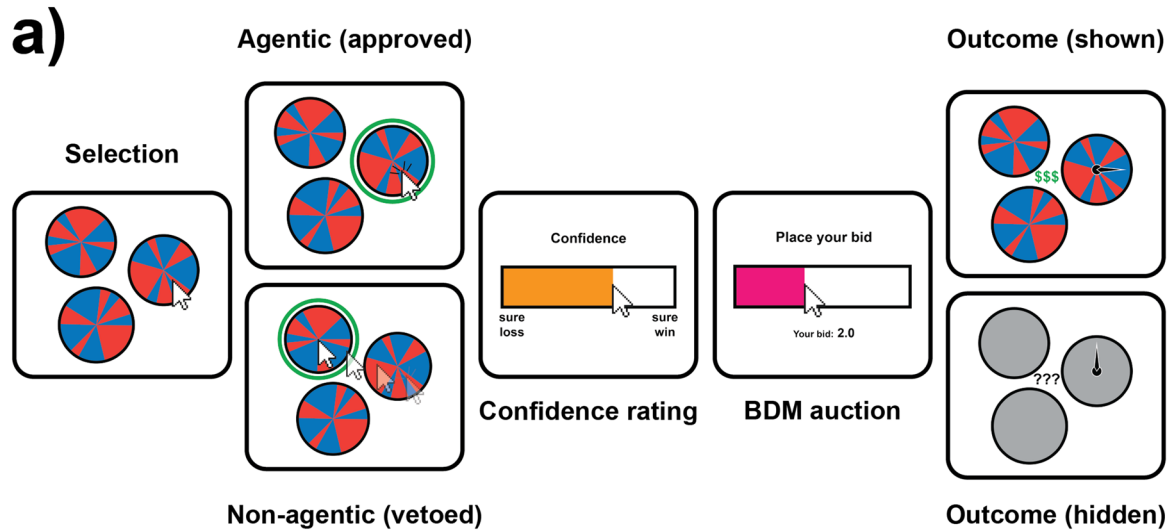 a)
Agentic (approved)
Outcome (shown)
Selection
$$$
Confidence
sure
loss
sure
win
Place your bid
Your bid: 2.0
???
Confidence rating
BDM auction
Non-agentic (vetoed)
Outcome (hidden)